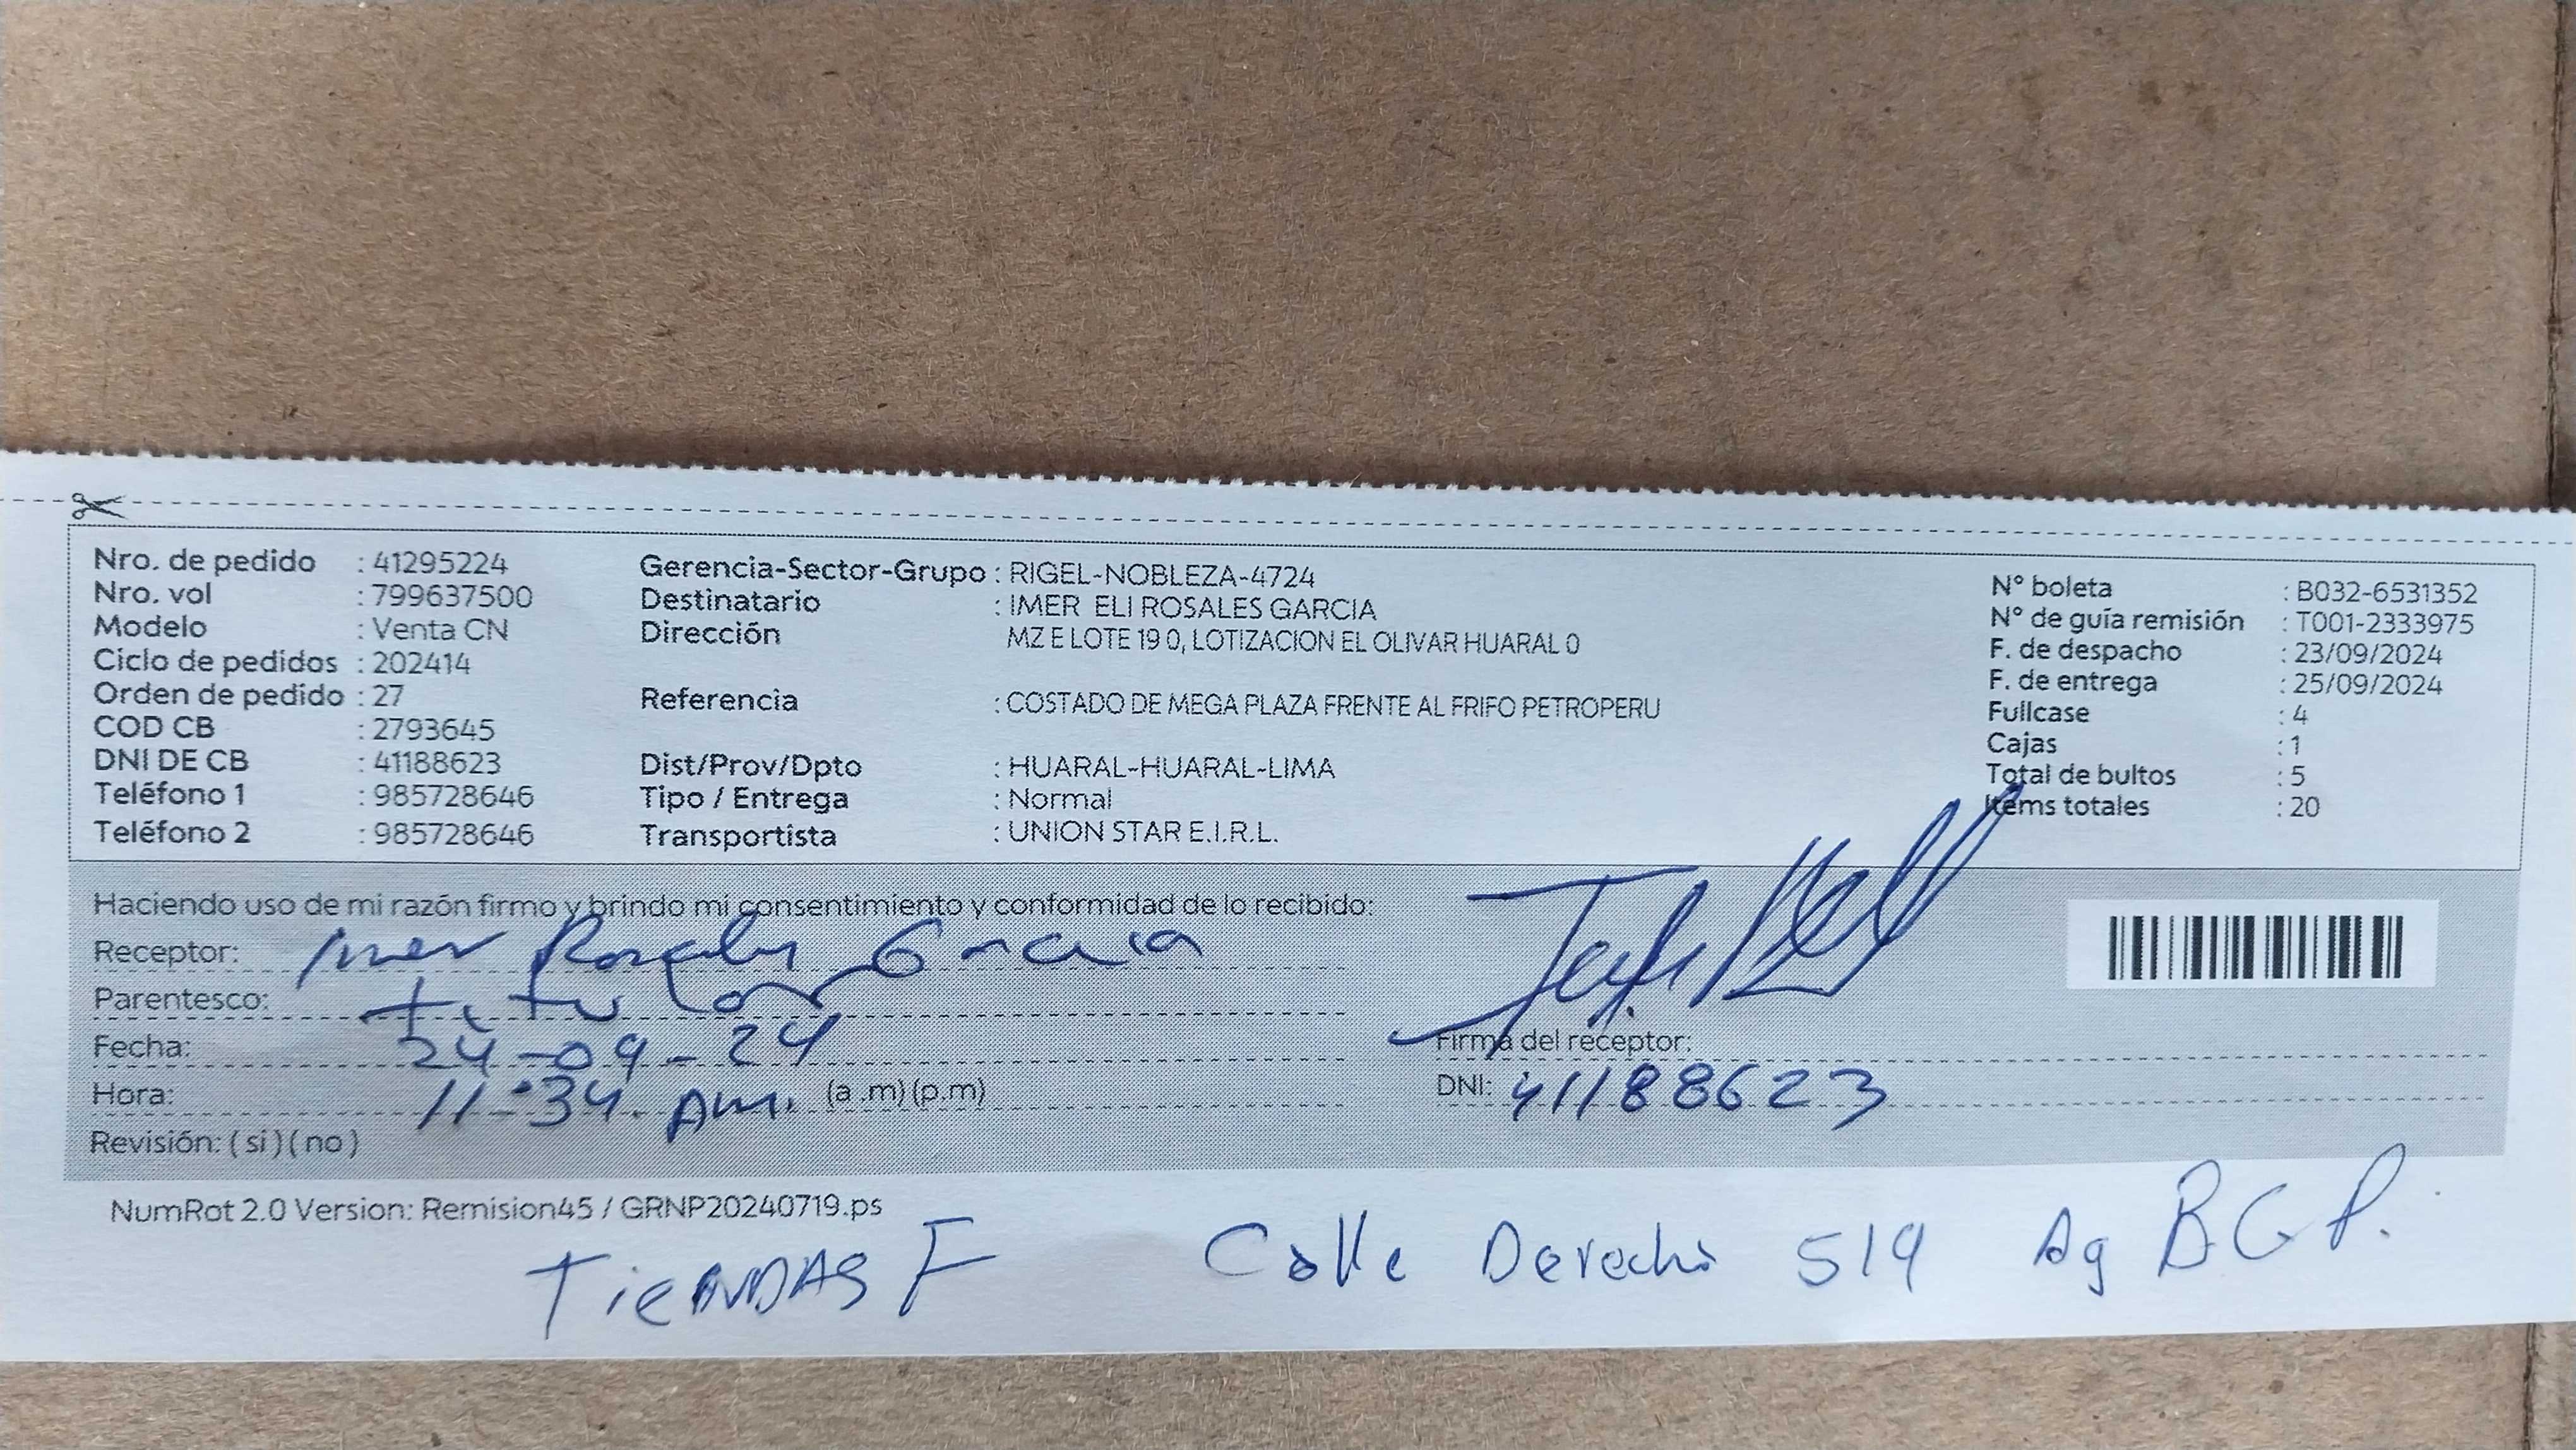 Nro. de pedido : 41295224
Nro. vol : 799637500
Modelo : Venta CN
Ciclo de pedidos : 202414
Orden de pedido : 27
COD CB : 2793645
DNI DE CB : 41188623
Teléfono 1 : 985728646
Teléfono 2 : 985728646
Gerencia-Sector-Grupo : RIGEL-NOBLEZA-4724
Destinatario : IMER ELI ROSALES GARCIA
Dirección MZ E LOTE 19 0, LOTIZACION EL OLIVAR HUARAL 0
Referencia : COSTADO DE MEGA PLAZA FRENTE AL FRIFO PETROPERU
Dist/Prov/Dpto : HUARAL-HUARAL-LIMA
Tipo / Entrega : Normal
Transportista : UNION STAR E.I.R.L.
N° boleta : B032-6531352
N° de guía remisión : T001-2333975
F. de despacho : 23/09/2024
F. de entrega : 25/09/2024
Fullcase : 4
Cajas : 1
Total de bultos : 5
Items totales : 20
Haciendo uso de mi razón firmo y brindo mi consentimiento y conformidad de lo recibido:
Receptor: Imer Rosales Garcia
Parentesco: titular
Fecha: 24-09-24
Hora: 11:34. Am. (a .m) (p.m)
Revisión: ( si ) ( no )
Firma del receptor:
DNI: 41188623
NumRot 2.0 Version: Remision45 / GRNP20240719.ps
TieNDAS F Calle Derecha 519 Ag B.C.P.